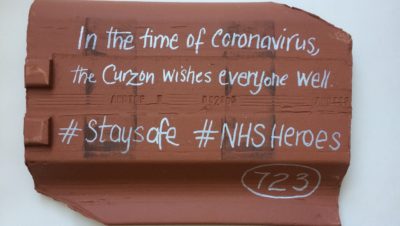 In the time of Coronavirus,
the Curzon wishes everyone well.
#Staysafe #NHSHeroes
723